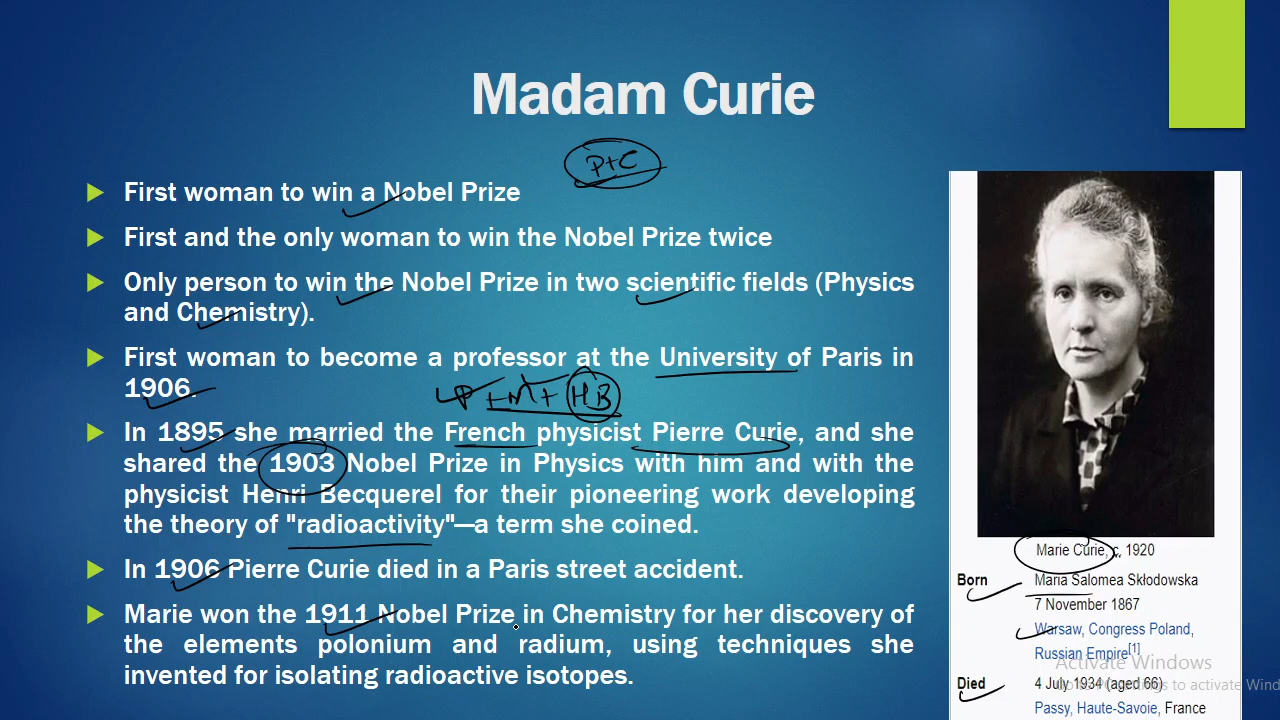 Madam Curie
P+C
First woman to win a Nobel Prize
First and the only woman to win the Nobel Prize twice
Only person to win the Nobel Prize in two scientific fields (Physics
and Chemistry).
First woman to become a professor at the University of Paris in
1906.
P+M+HB
In 1895 she married the French physicist Pierre Curie, and she
shared the 1903 Nobel Prize in Physics with him and with the
physicist Henri Becquerel for their pioneering work developing
the theory of "radioactivity"—a term she coined.
In 1906 Pierre Curie died in a Paris street accident.
Marie won the 1911 Nobel Prize in Chemistry for her discovery of
the elements polonium and radium, using techniques she
invented for isolating radioactive isotopes.
Marie Curie, c. 1920
Born Maria Salomea Skłodowska
7 November 1867
Warsaw, Congress Poland,
Russian Empire[1]
Activate Windows
Died 4 July 1934 (aged 66)
settings to activate Wind
Passy, Haute-Savoie, France